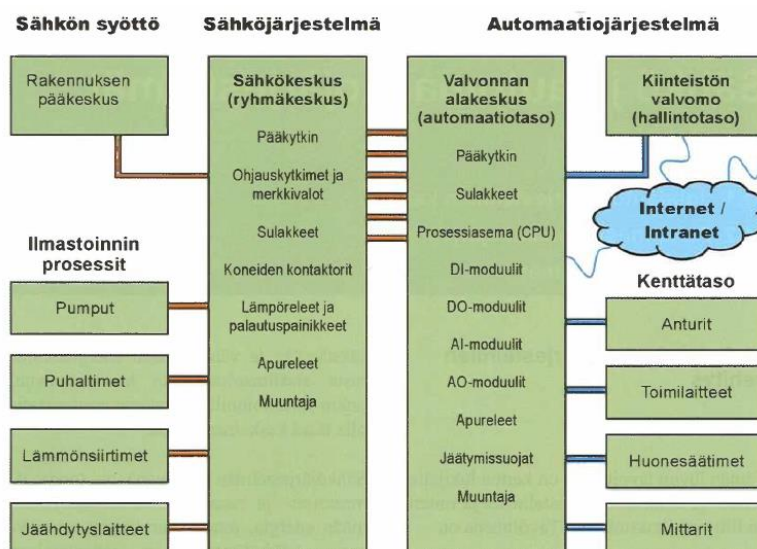 Sähkön syöttö
Sähköjärjestelmä
Automaatiojärjestelmä
Rakennuksen
pääkeskus
Sähkökeskus
(ryhmäkeskus)
Pääkytkin
Ohjauskytkimet ja
merkkivalot
Sulakkeet
Koneiden kontaktorit
Lämpöreleet ja
palautuspainikkeet
Apureleet
Muuntaja
Valvonnan
alakeskus
(automaatiotaso)
Pääkytkin
Sulakkeet
Prosessiasema (CPU)
DI-moduulit
DO-moduulit
AI-moduulit
AO-moduulit
Apureleet
Jäätymissuojat
Muuntaja
Kiinteistön
valvomo
(hallintotaso)
Internet /
Intranet
Ilmastoinnin
prosessit
Pumput
Puhaltimet
Lämmönsiirtimet
Jäähdytyslaitteet
Kenttätaso
Anturit
Toimilaitteet
Huonesäätimet
Mittarit